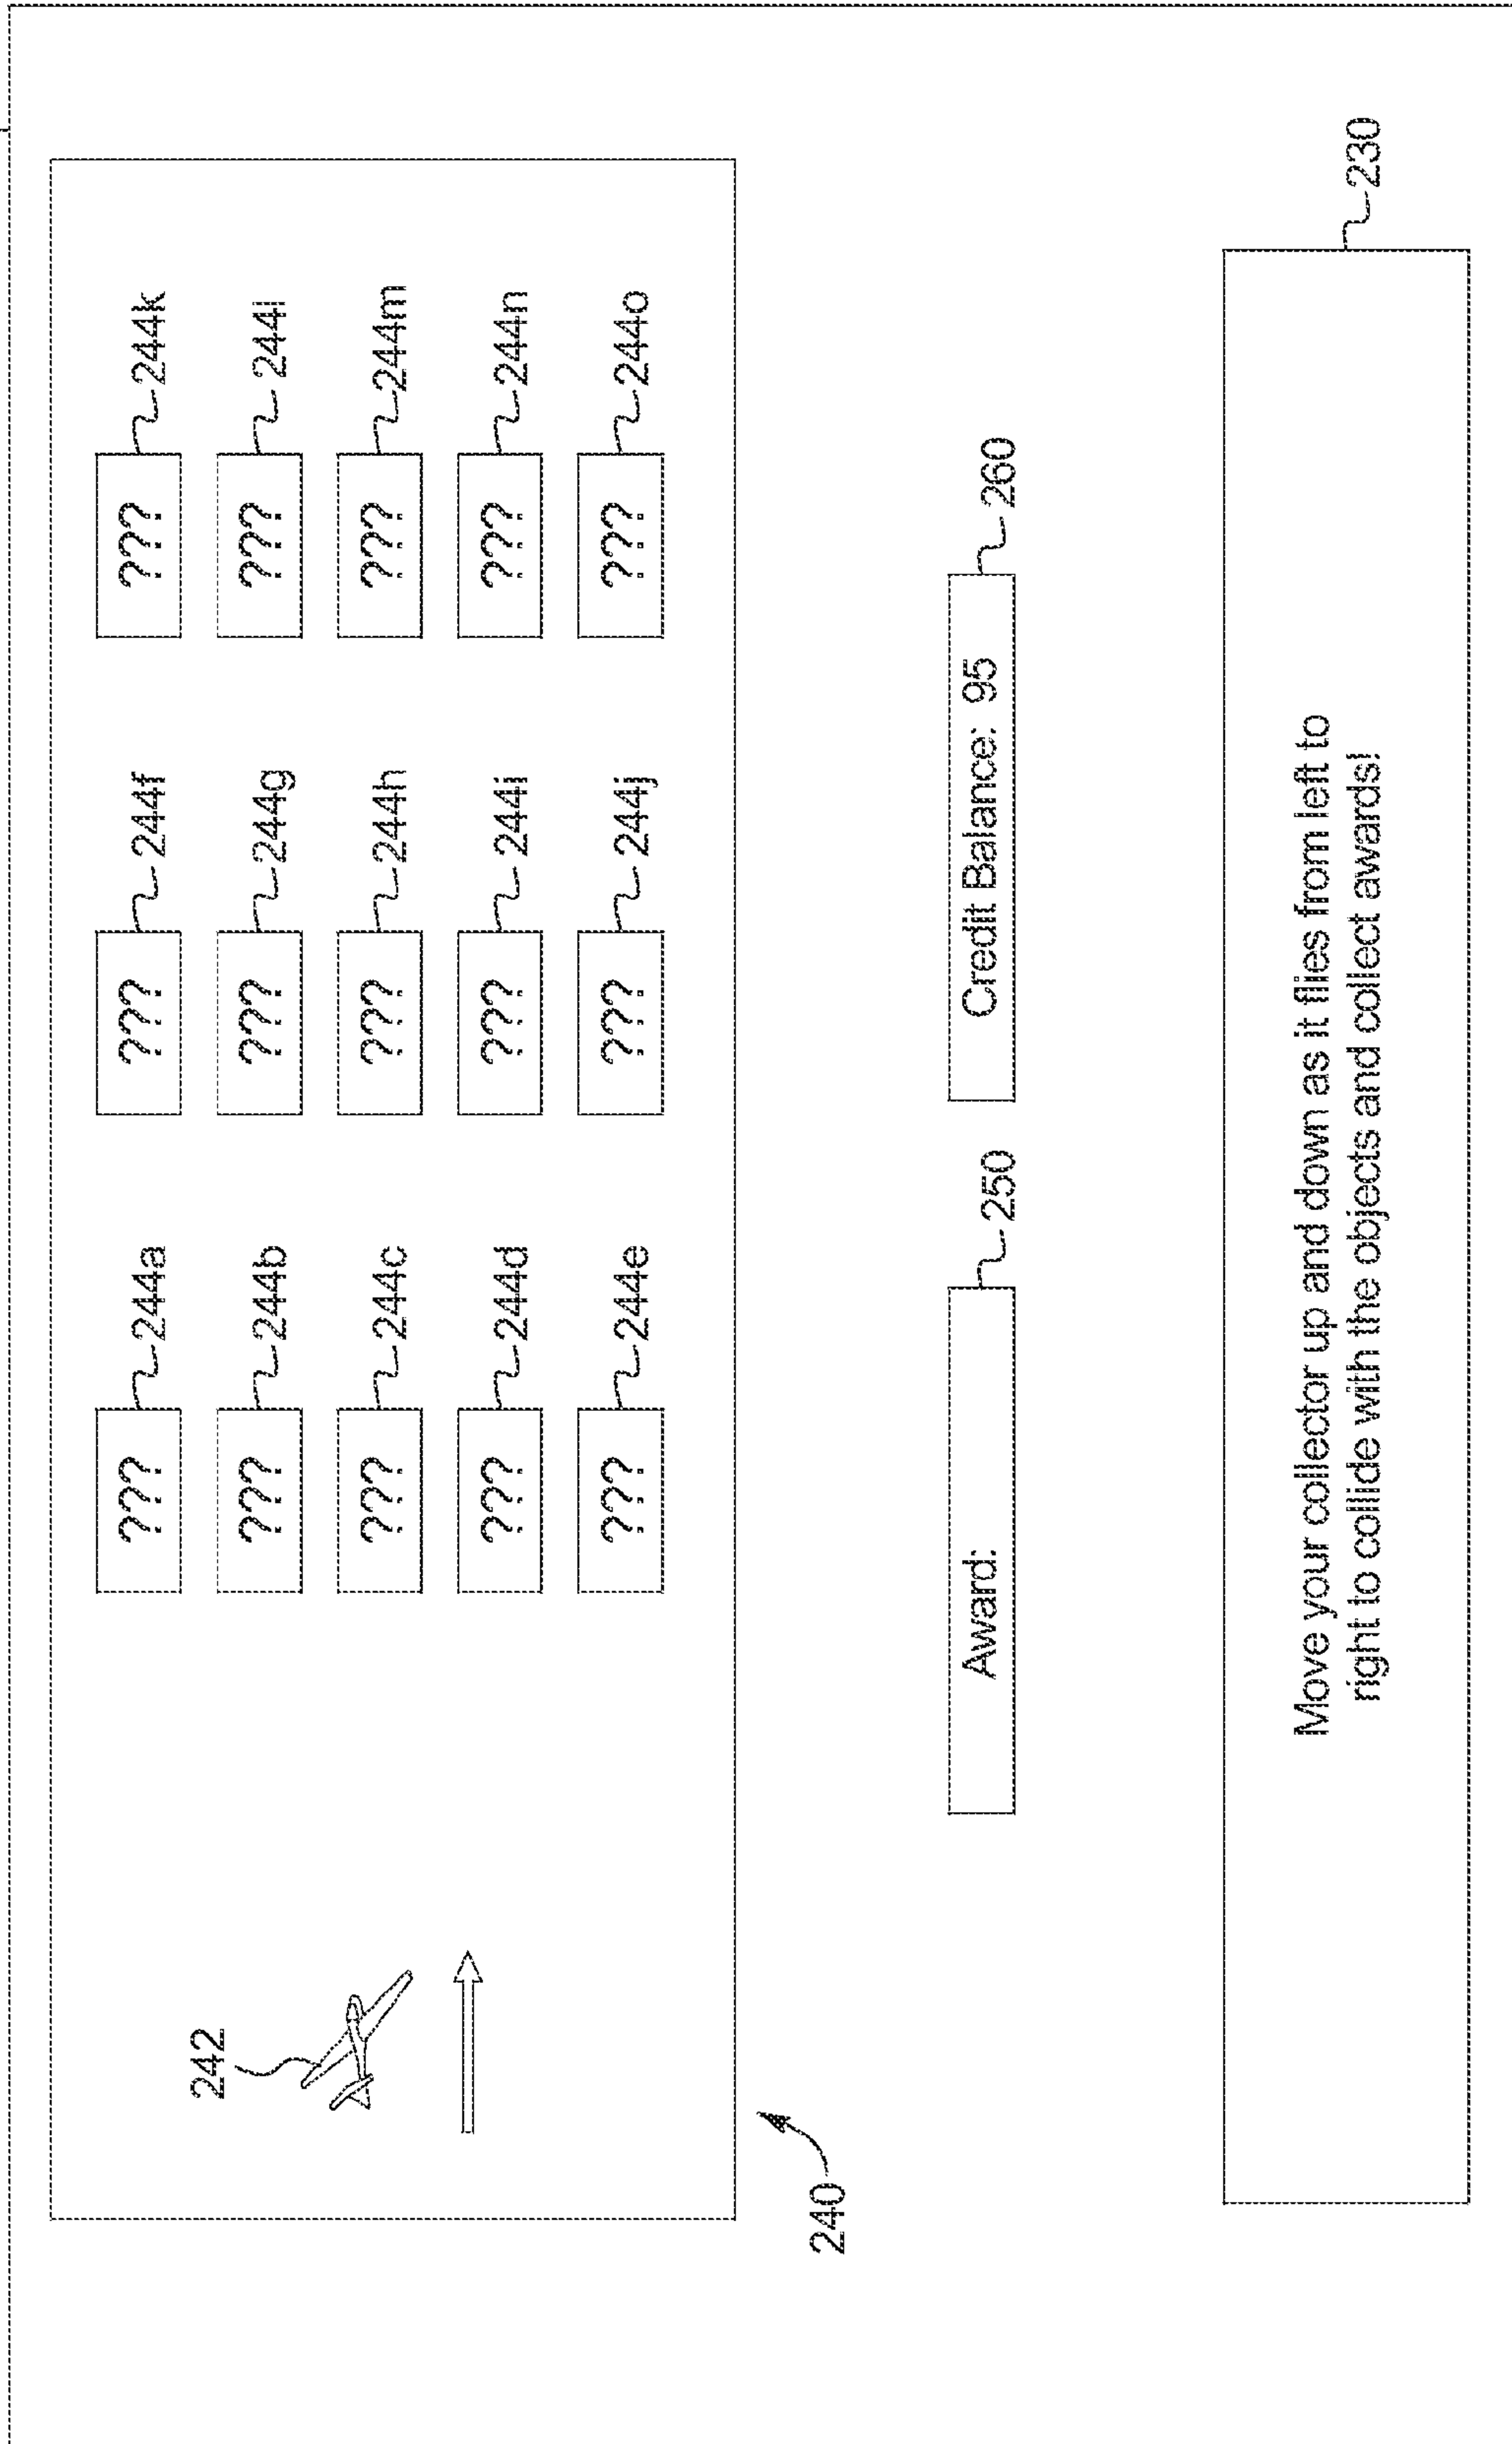 242
240
??? 244a
??? 244b
??? 244c
??? 244d
??? 244e
??? 244f
??? 244g
??? 244h
??? 244i
??? 244j
??? 244k
??? 244l
??? 244m
??? 244n
??? 244o
Award: 250
Credit Balance: 95 260
Move your collector up and down as it flies from left to
right to collide with the objects and collect awards!
230